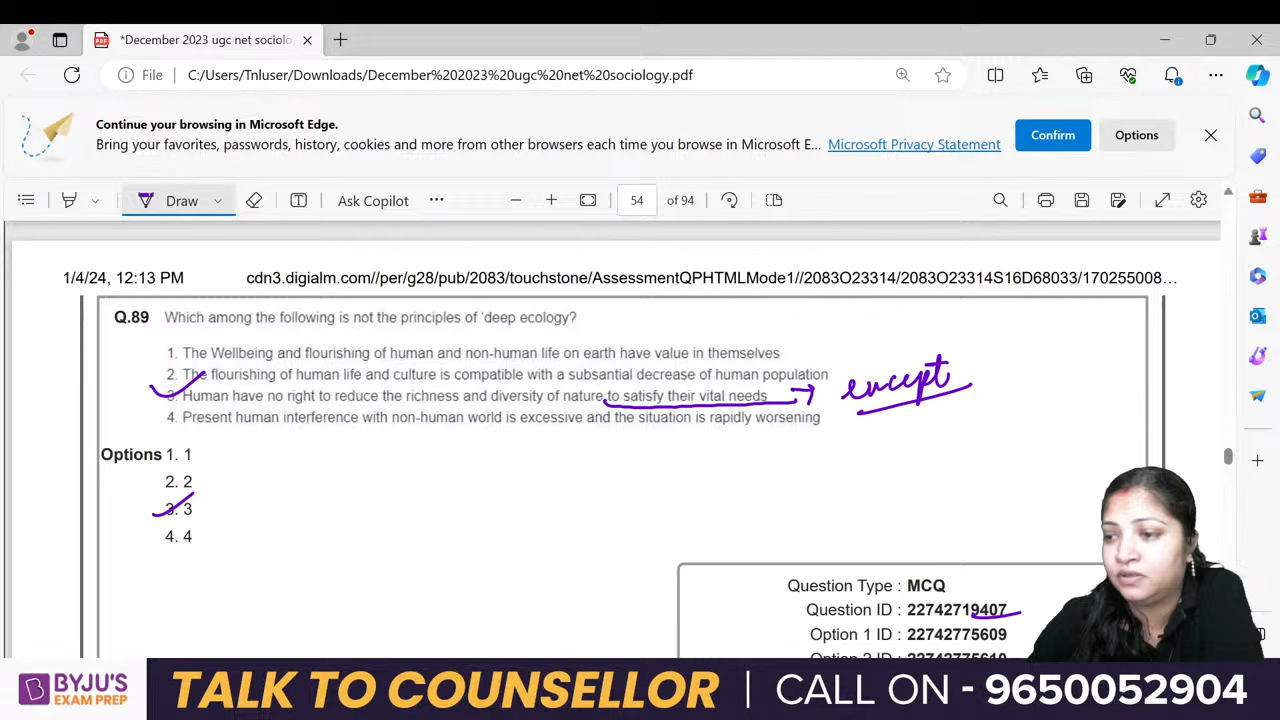 *December 2023 ugc net sociolo
File C:/Users/Tnluser/Downloads/December%202023%20ugc%20net%20sociology.pdf
Continue your browsing in Microsoft Edge.
Bring your favorites, passwords, history, cookies and more from other browsers each time you browse in Microsoft E... Microsoft Privacy Statement
Confirm
Options
Draw
Ask Copilot
54 of 94
1/4/24, 12:13 PM cdn3.digialm.com//per/g28/pub/2083/touchstone/AssessmentQPHTMLMode1//2083O23314/2083O23314S16D68033/170255008…
Q.89 Which among the following is not the principles of 'deep ecology?
1. The Wellbeing and flourishing of human and non-human life on earth have value in themselves
2. The flourishing of human life and culture is compatible with a substantial decrease of human population
3. Human have no right to reduce the richness and diversity of nature to satisfy their vital needs → except
4. Present human interference with non-human world is excessive and the situation is rapidly worsening
Options 1. 1
2. 2
3. 3
4. 4
Question Type : MCQ
Question ID : 22742719407
Option 1 ID : 22742775609
Option 2 ID : 22742775610
BYJU'S
EXAM PREP
TALK TO COUNSELLOR | CALL ON - 9650052904